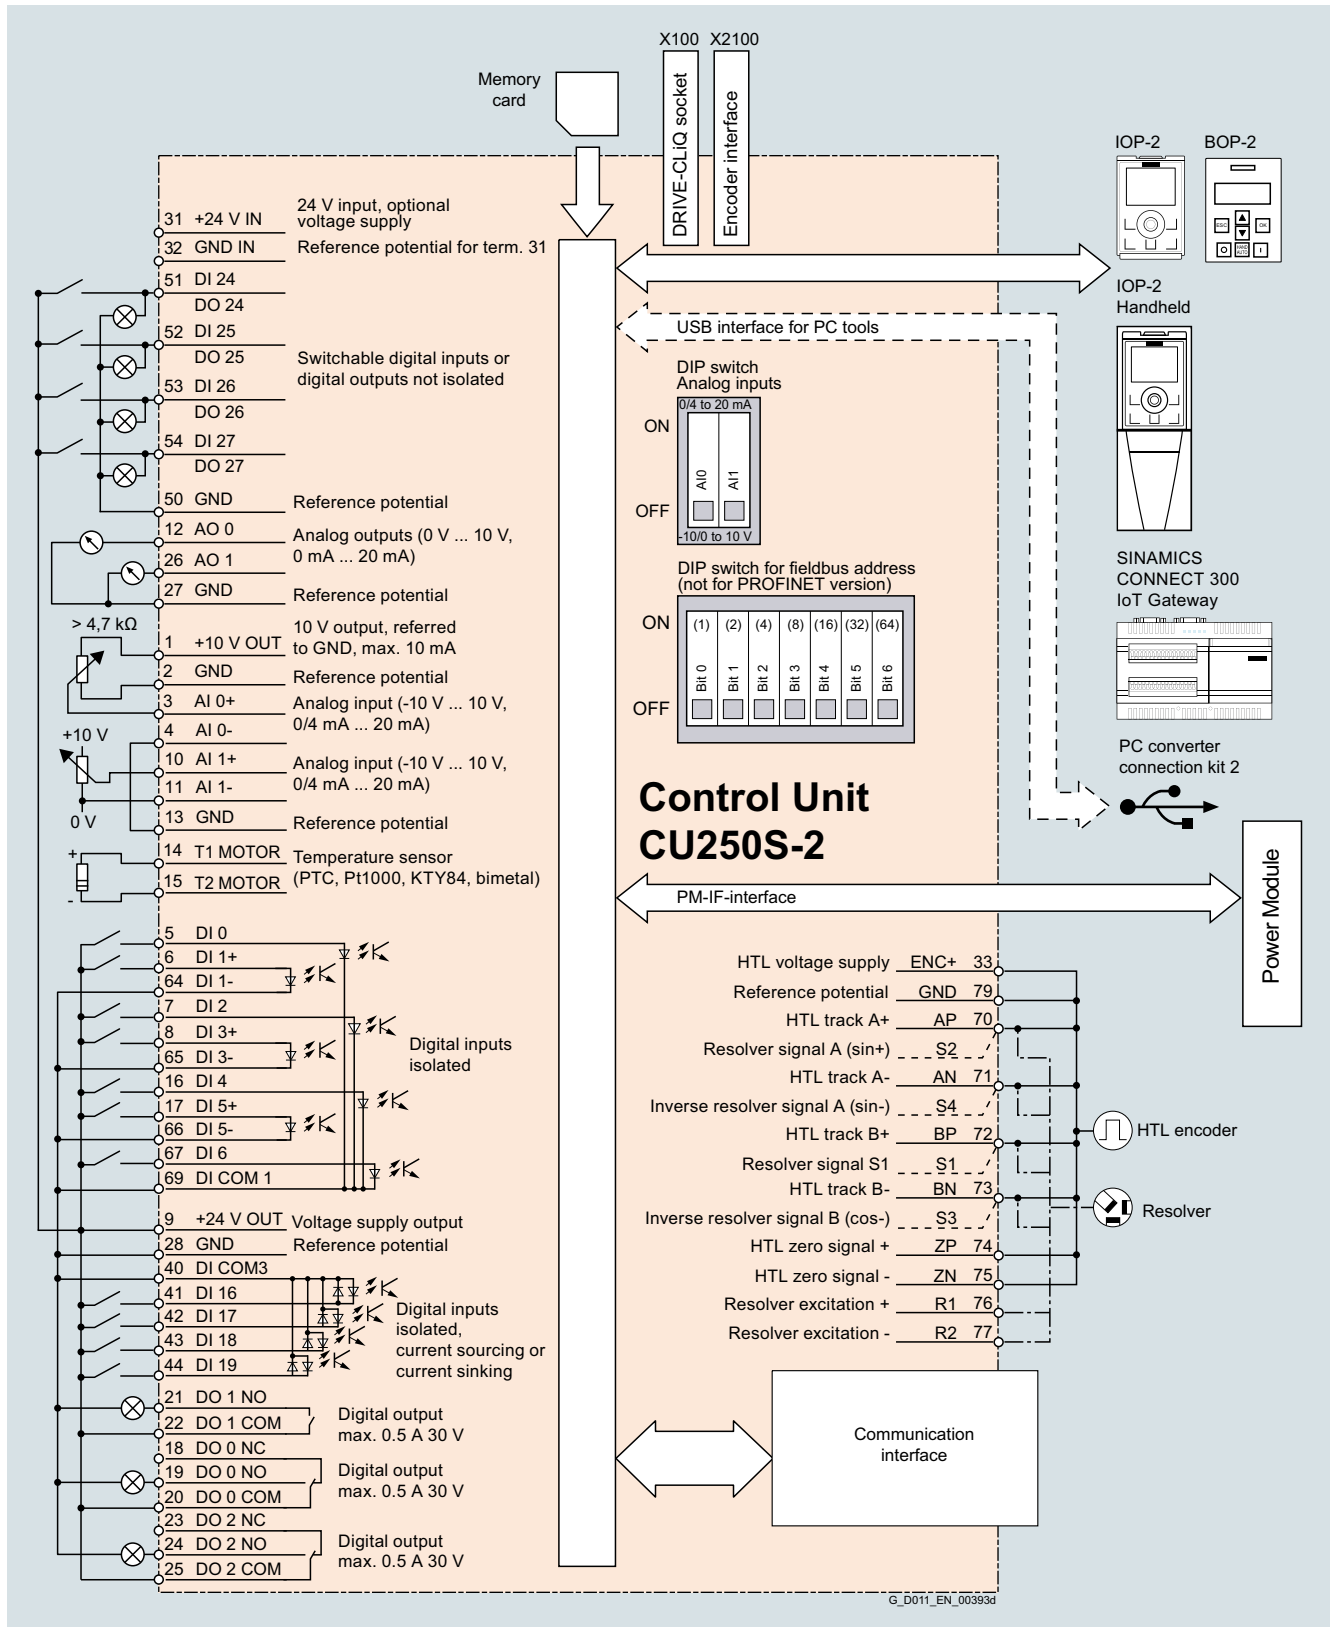 X100 X2100
Memory
card
DRIVE-CLiQ socket
Encoder interface
IOP-2 BOP-2
ESC
OK
HAND
AUTO
O
I
31 +24 V IN
24 V input, optional
voltage supply
32 GND IN
Reference potential for term. 31
51 DI 24
DO 24
52 DI 25
DO 25
53 DI 26
DO 26
54 DI 27
DO 27
Switchable digital inputs or
digital outputs not isolated
50 GND
Reference potential
12 AO 0
26 AO 1
Analog outputs (0 V ... 10 V,
0 mA ... 20 mA)
27 GND
Reference potential
> 4,7 kΩ
1 +10 V OUT
10 V output, referred
to GND, max. 10 mA
2 GND
Reference potential
3 AI 0+
4 AI 0-
Analog input (-10 V ... 10 V,
0/4 mA ... 20 mA)
+10 V
0 V
10 AI 1+
11 AI 1-
Analog input (-10 V ... 10 V,
0/4 mA ... 20 mA)
13 GND
Reference potential
+
-
14 T1 MOTOR
15 T2 MOTOR
Temperature sensor
(PTC, Pt1000, KTY84, bimetal)
5 DI 0
6 DI 1+
64 DI 1-
7 DI 2
8 DI 3+
65 DI 3-
16 DI 4
17 DI 5+
66 DI 5-
67 DI 6
69 DI COM 1
Digital inputs
isolated
9 +24 V OUT
Voltage supply output
28 GND
Reference potential
40 DI COM3
41 DI 16
42 DI 17
43 DI 18
44 DI 19
Digital inputs
isolated,
current sourcing or
current sinking
21 DO 1 NO
22 DO 1 COM
Digital output
max. 0.5 A 30 V
18 DO 0 NC
19 DO 0 NO
20 DO 0 COM
Digital output
max. 0.5 A 30 V
23 DO 2 NC
24 DO 2 NO
25 DO 2 COM
Digital output
max. 0.5 A 30 V
USB interface for PC tools
DIP switch
Analog inputs
0/4 to 20 mA
ON
AI0
AI1
OFF
-10/0 to 10 V
DIP switch for fieldbus address
(not for PROFINET version)
ON
(1) (2) (4) (8) (16) (32) (64)
Bit 0 Bit 1 Bit 2 Bit 3 Bit 4 Bit 5 Bit 6
OFF
Control Unit
CU250S-2
PM-IF-interface
IOP-2
Handheld
SINAMICS
CONNECT 300
IoT Gateway
PC converter
connection kit 2
Power Module
HTL voltage supply ENC+ 33
Reference potential GND 79
HTL track A+ AP 70
Resolver signal A (sin+) S2
HTL track A- AN 71
Inverse resolver signal A (sin-) S4
HTL track B+ BP 72
Resolver signal S1 S1
HTL track B- BN 73
Inverse resolver signal B (cos-) S3
HTL zero signal + ZP 74
HTL zero signal - ZN 75
Resolver excitation + R1 76
Resolver excitation - R2 77
HTL encoder
Resolver
Communication
interface
G_D011_EN_00393d